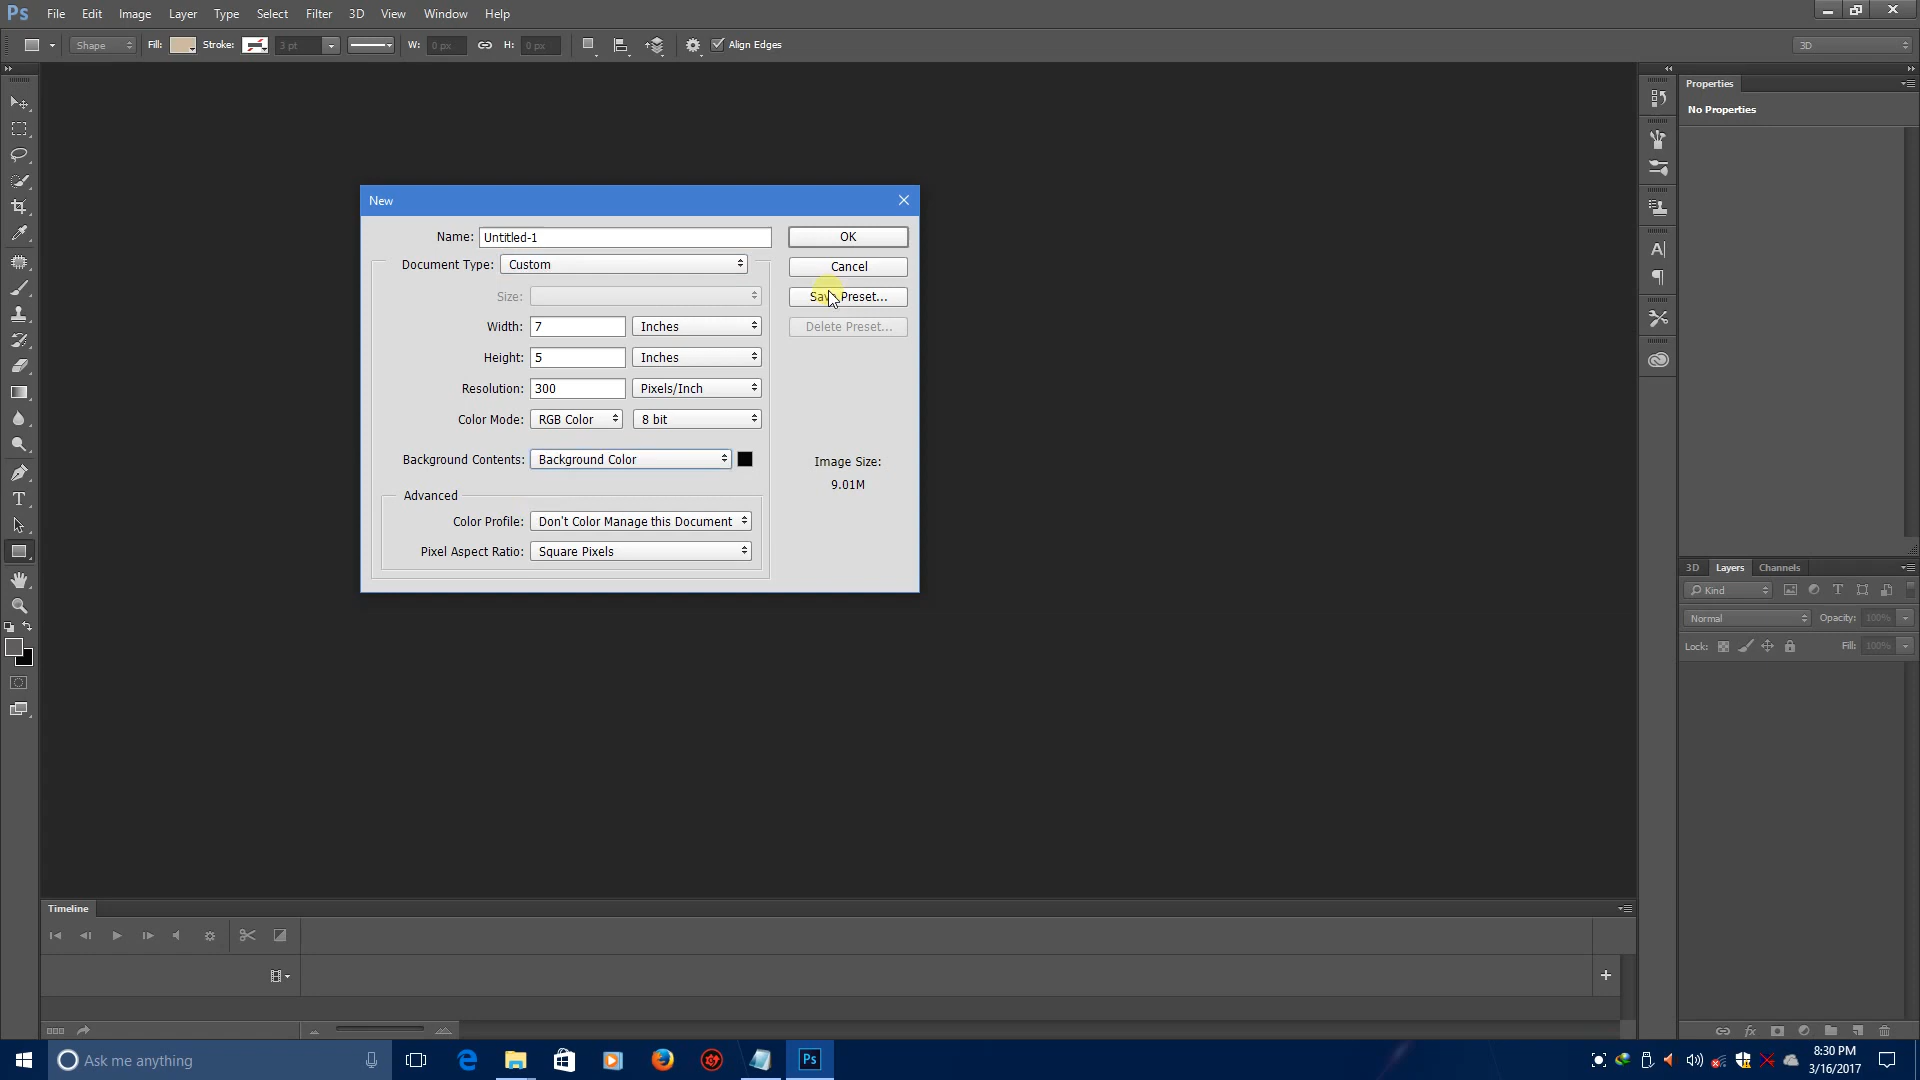 Ps File Edit Image Layer Type Select Filter 3D View Window Help
Shape Fill: Stroke: 3 pt W: 0 px H: 0 px Align Edges 3D
Properties
No Properties
New
Name: Untitled-1 OK
Document Type: Custom Cancel
Size: Save Preset...
Width: 7 Inches Delete Preset...
Height: 5 Inches
Resolution: 300 Pixels/Inch
Color Mode: RGB Color 8 bit
Background Contents: Background Color Image Size:
9.01M
Advanced
Color Profile: Don't Color Manage this Document
Pixel Aspect Ratio: Square Pixels
3D Layers Channels
Kind
Normal Opacity: 100%
Lock: Fill: 100%
Timeline
Ask me anything Ps 8:30 PM
3/16/2017